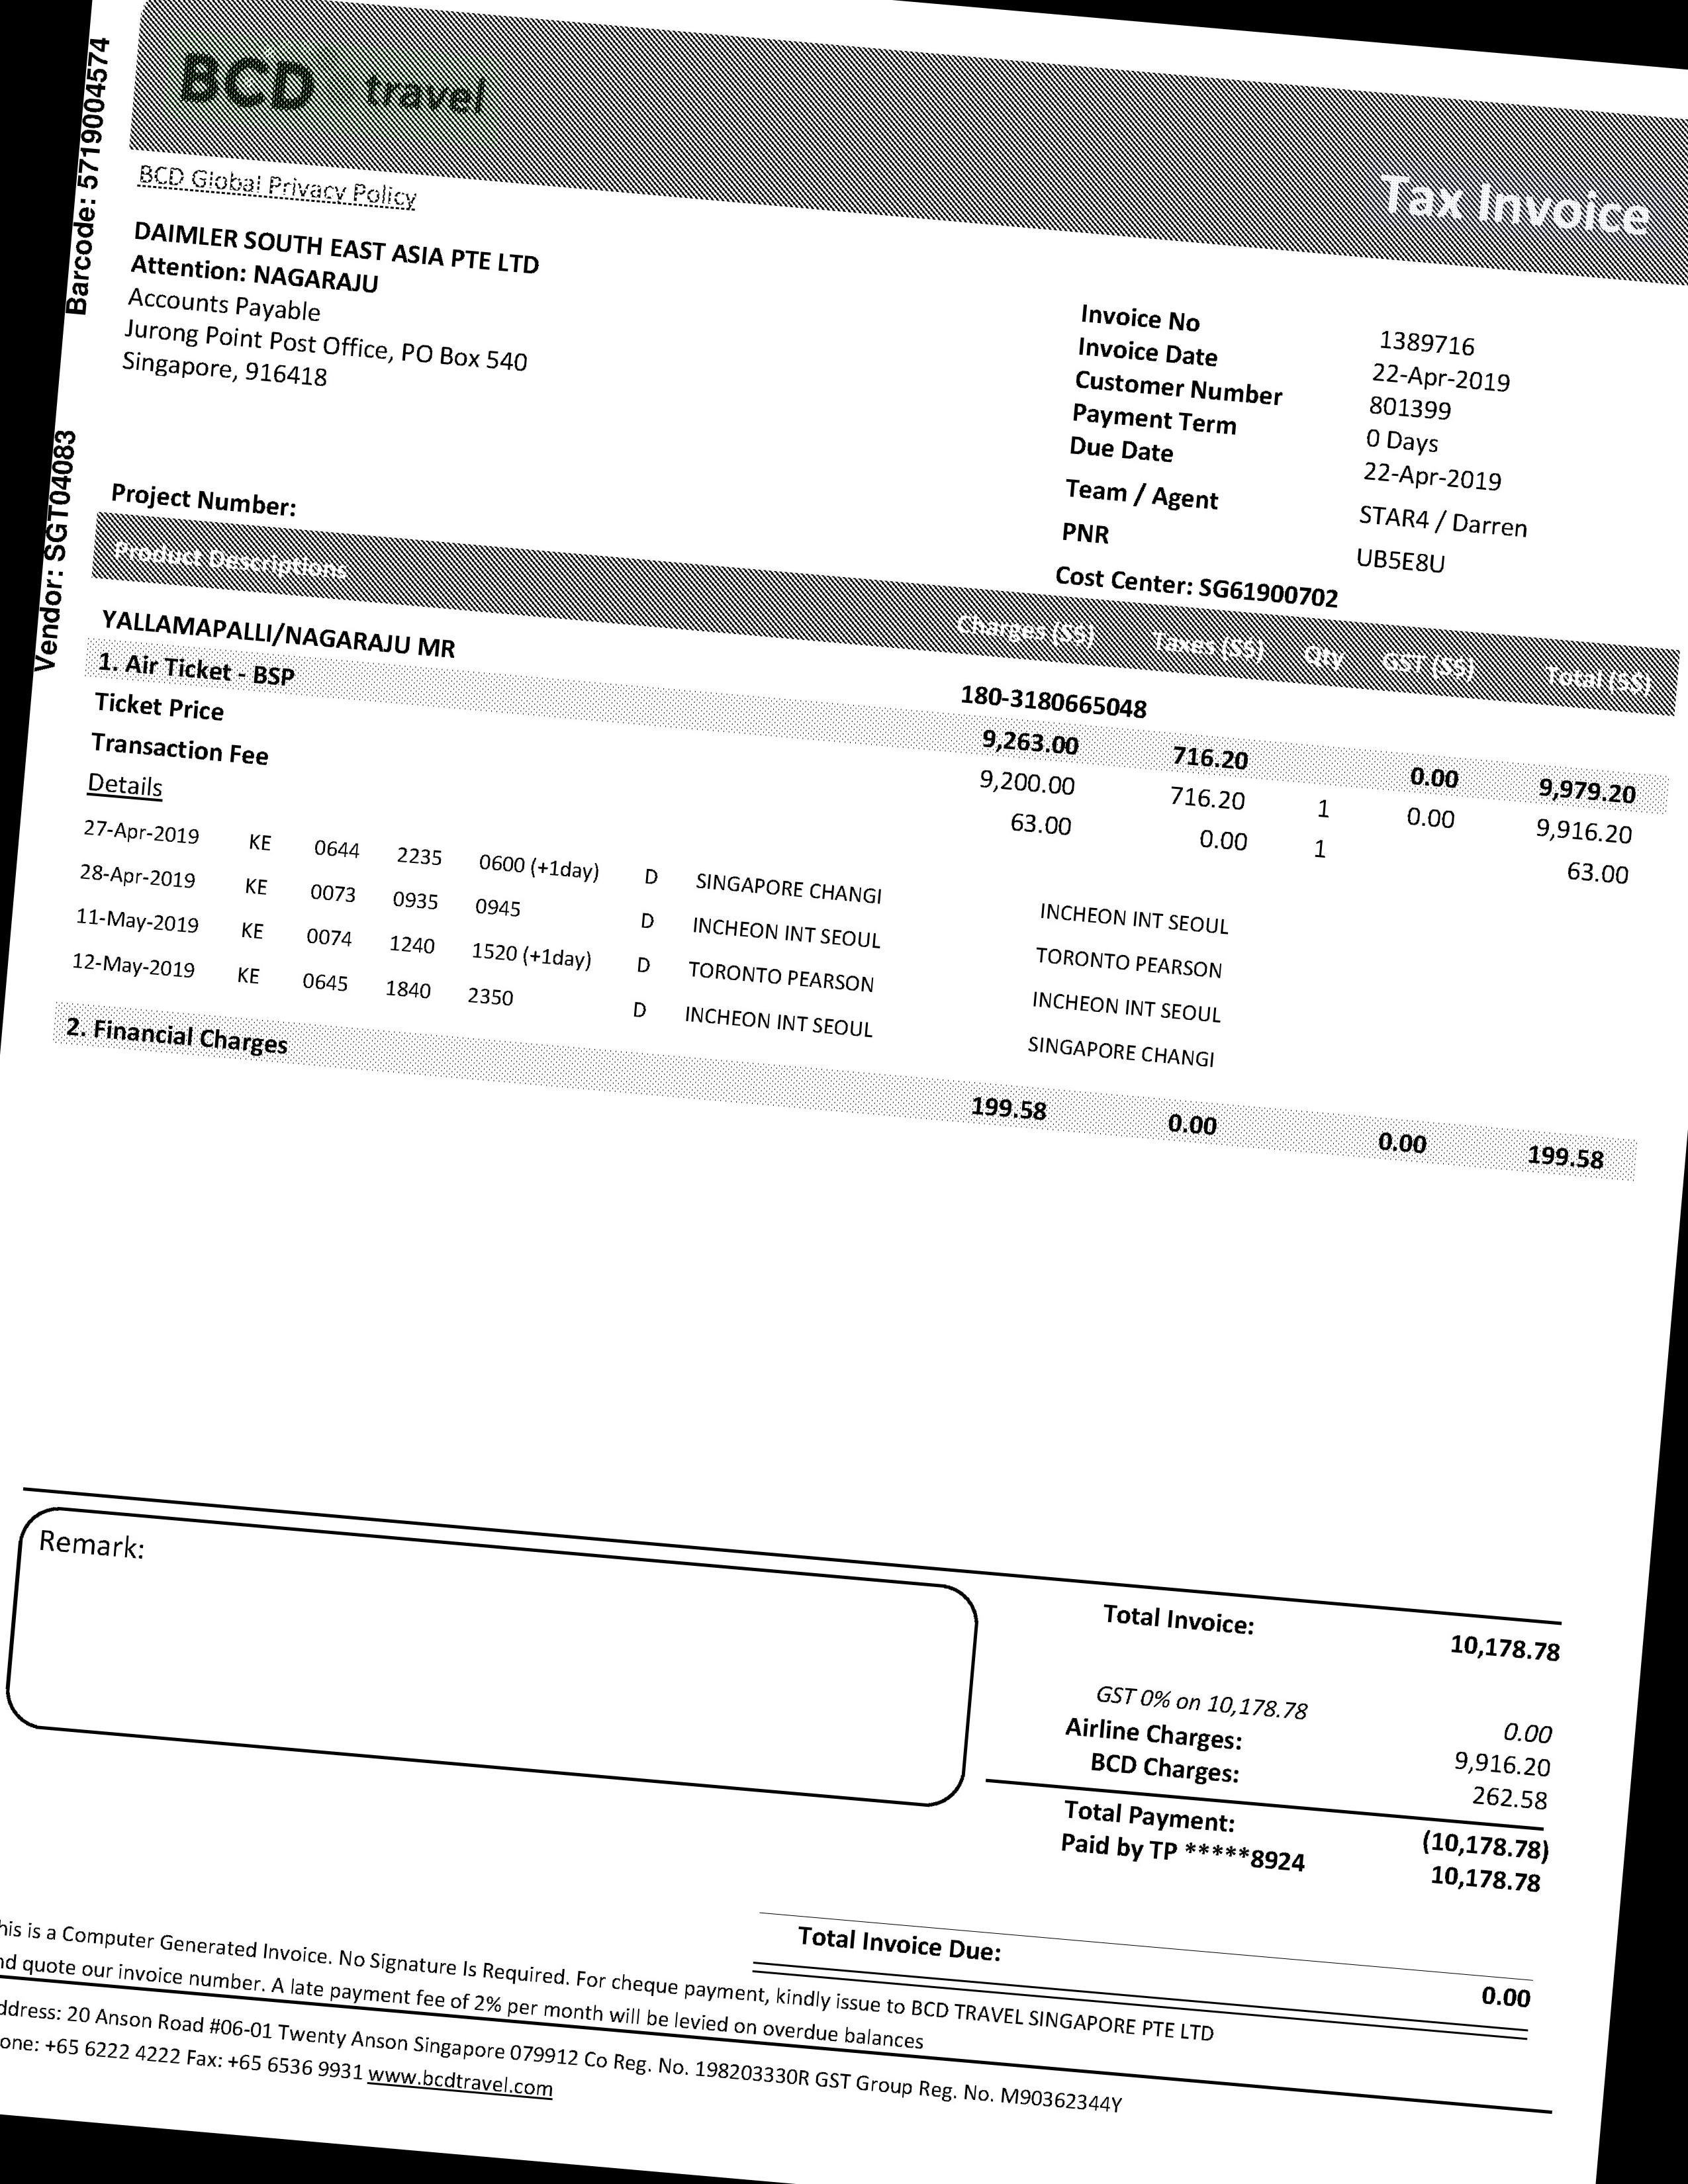 BCD travel
Tax Invoice
Barcode: 5719004574
Vendor: SGT04083
BCD Global Privacy Policy
DAIMLER SOUTH EAST ASIA PTE LTD
Attention: NAGARAJU
Accounts Payable
Jurong Point Post Office, PO Box 540
Singapore, 916418
Invoice No 1389716
Invoice Date 22-Apr-2019
Customer Number 801399
Payment Term 0 Days
Due Date 22-Apr-2019
Team / Agent STAR4 / Darren
PNR UB5E8U
Project Number:
Cost Center: SG61900702
Product Descriptions Charges (S$) Taxes (S$) Qty GST (S$) Total (S$)
YALLAMAPALLI/NAGARAJU MR 180-3180665048
1. Air Ticket - BSP 9,263.00 716.20 0.00 9,979.20
Ticket Price 9,200.00 716.20 1 0.00 9,916.20
Transaction Fee 63.00 0.00 1 63.00
Details
27-Apr-2019 KE 0644 2235 0600 (+1day) D SINGAPORE CHANGI INCHEON INT SEOUL
28-Apr-2019 KE 0073 0935 0945 D INCHEON INT SEOUL TORONTO PEARSON
11-May-2019 KE 0074 1240 1520 (+1day) D TORONTO PEARSON INCHEON INT SEOUL
12-May-2019 KE 0645 1840 2350 D INCHEON INT SEOUL SINGAPORE CHANGI
2. Financial Charges 199.58 0.00 0.00 199.58
Remark:
Total Invoice: 10,178.78
GST 0% on 10,178.78 0.00
Airline Charges: 9,916.20
BCD Charges: 262.58
Total Payment: (10,178.78)
Paid by TP *****8924 10,178.78
Total Invoice Due: 0.00
his is a Computer Generated Invoice. No Signature Is Required. For cheque payment, kindly issue to BCD TRAVEL SINGAPORE PTE LTD
nd quote our invoice number. A late payment fee of 2% per month will be levied on overdue balances
ddress: 20 Anson Road #06-01 Twenty Anson Singapore 079912 Co Reg. No. 198203330R GST Group Reg. No. M90362344Y
one: +65 6222 4222 Fax: +65 6536 9931 www.bcdtravel.com